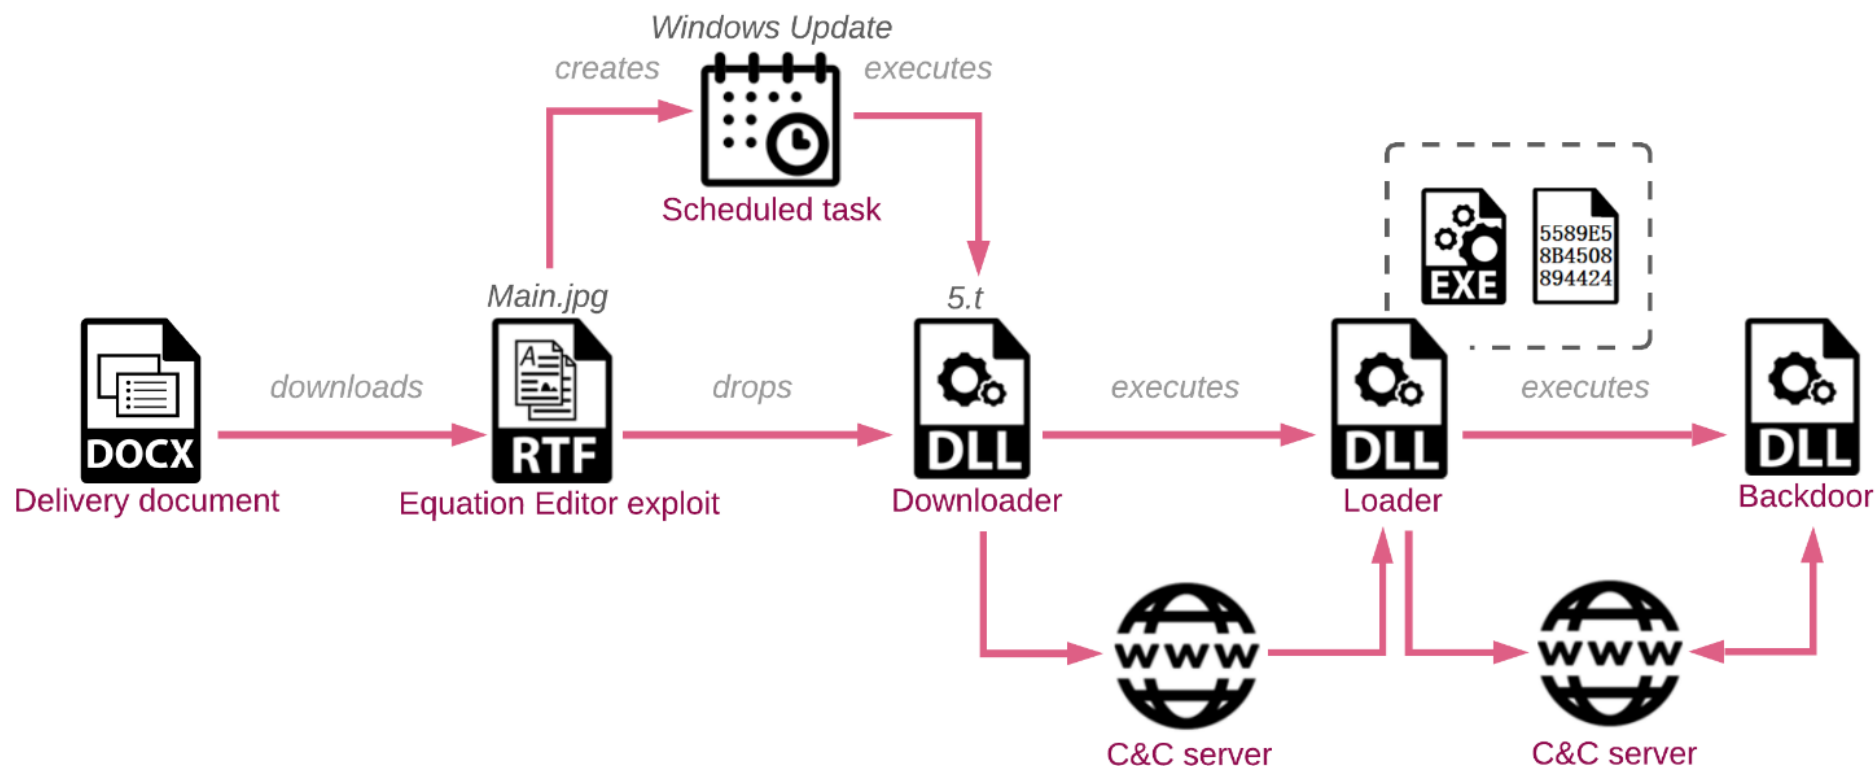 Windows Update
creates
executes
Scheduled task
5589E5
8B4508
894424
EXE
Main.jpg
5.t
downloads
drops
executes
executes
A
DOCX
RTF
DLL
DLL
DLL
Delivery document
Equation Editor exploit
Downloader
Loader
Backdoor
www
www
C&C server
C&C server